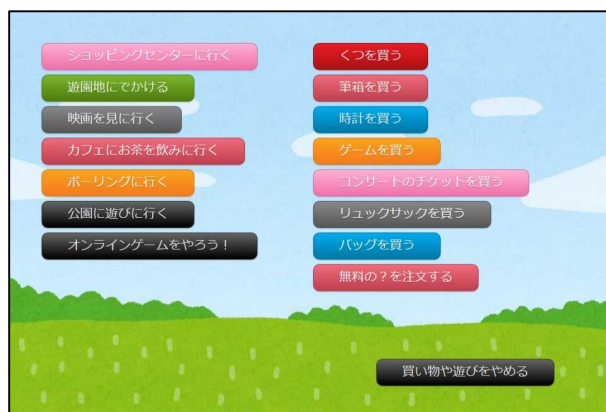 ショッピングセンターに行く
遊園地にでかける
映画を見に行く
カフェにお茶を飲みに行く
ボーリングに行く
公園に遊びに行く
オンラインゲームをやろう！
くつを買う
筆箱を買う
時計を買う
ゲームを買う
コンサートのチケットを買う
リュックサックを買う
バッグを買う
無料の？を注文する
買い物や遊びをやめる